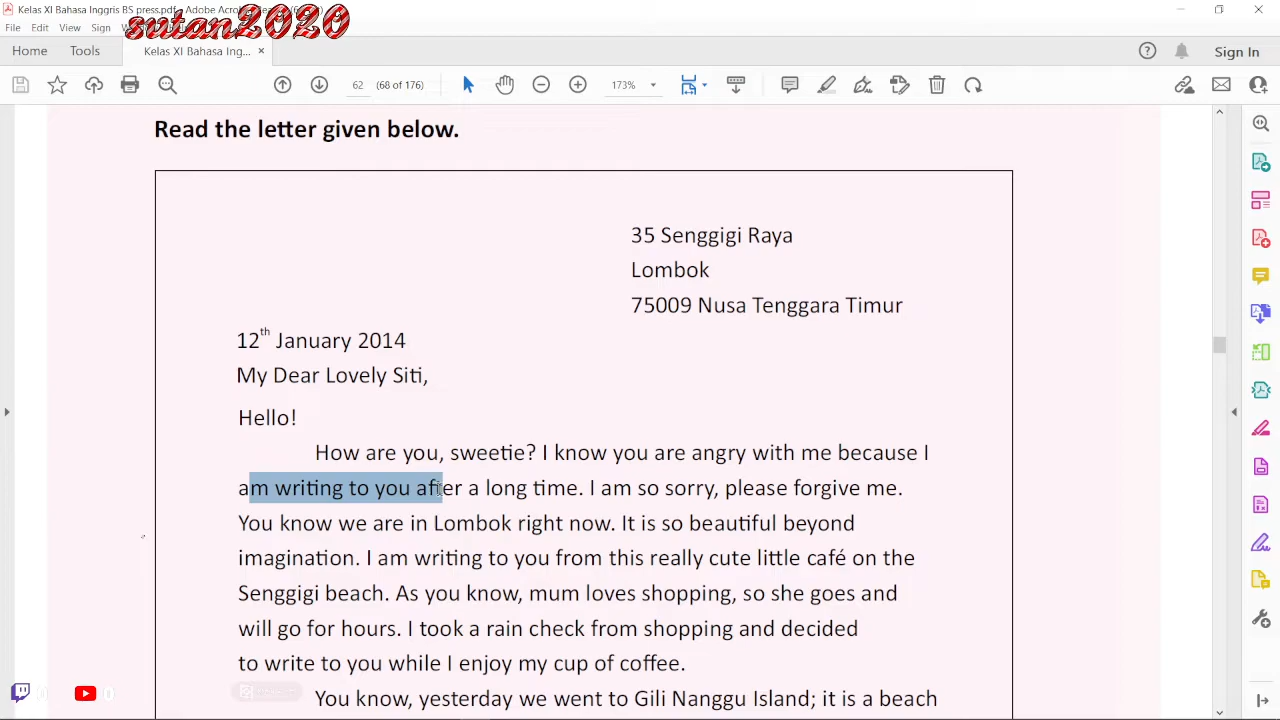 Kelas XI Bahasa Inggris BS press.pdf - Adobe Acrobat
sutan2020
File Edit View Sign
Home Tools Kelas XI Bahasa Ing... × Sign In
62 (68 of 176) 173%
Read the letter given below.
35 Senggigi Raya
Lombok
75009 Nusa Tenggara Timur
12th January 2014
My Dear Lovely Siti,
Hello!
How are you, sweetie? I know you are angry with me because I
am writing to you after a long time. I am so sorry, please forgive me.
You know we are in Lombok right now. It is so beautiful beyond
imagination. I am writing to you from this really cute little café on the
Senggigi beach. As you know, mum loves shopping, so she goes and
will go for hours. I took a rain check from shopping and decided
to write to you while I enjoy my cup of coffee.
You know, yesterday we went to Gili Nanggu Island; it is a beach